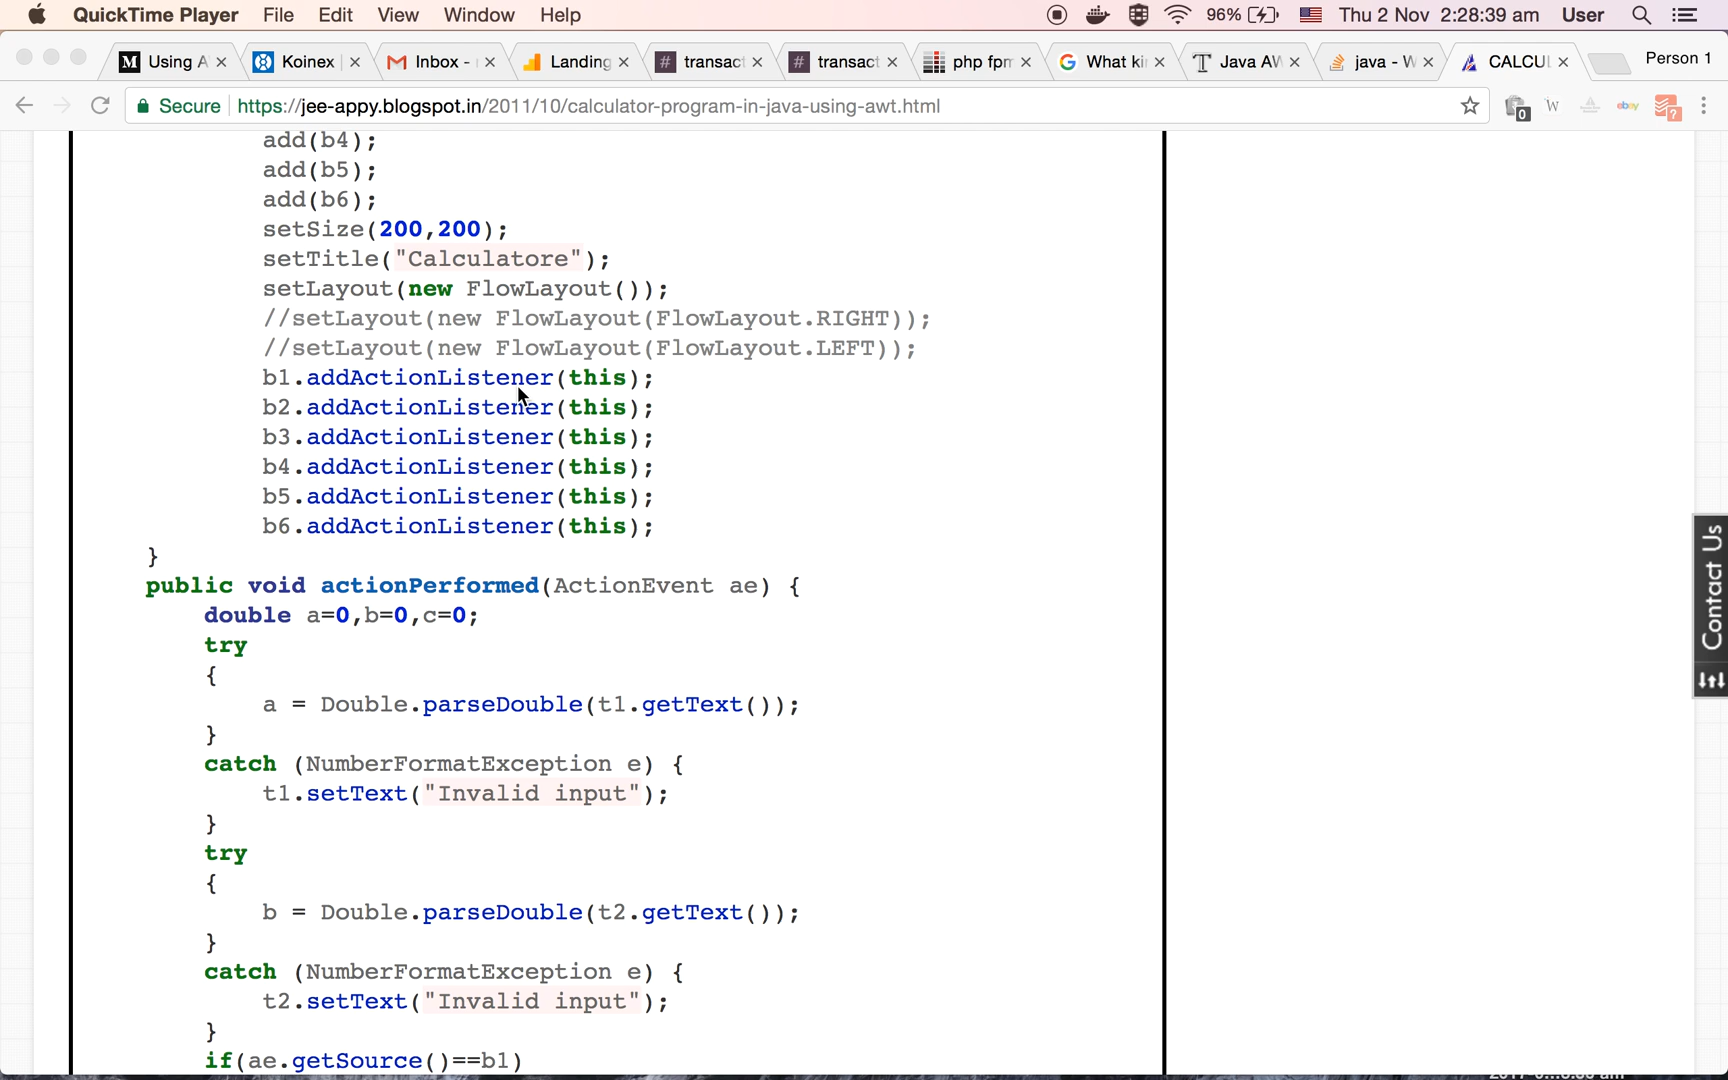 QuickTime Player File Edit View Window Help 96% Thu 2 Nov 2:28:39 am User
M Using A Koinex Inbox - Landing # transac # transac php fpm G What ki T Java AW java - W CALCUL Person 1
Secure https://jee-appy.blogspot.in/2011/10/calculator-program-in-java-using-awt.html 0 W ebay ?
add(b4);
add(b5);
add(b6);
setSize(200,200);
setTitle("Calculatore");
setLayout(new FlowLayout());
//setLayout(new FlowLayout(FlowLayout.RIGHT));
//setLayout(new FlowLayout(FlowLayout.LEFT));
b1.addActionListener(this);
b2.addActionListener(this);
b3.addActionListener(this);
b4.addActionListener(this);
b5.addActionListener(this);
b6.addActionListener(this);
}
public void actionPerformed(ActionEvent ae) {
double a=0,b=0,c=0;
try
{
a = Double.parseDouble(t1.getText());
}
catch (NumberFormatException e) {
t1.setText("Invalid input");
}
try
{
b = Double.parseDouble(t2.getText());
}
catch (NumberFormatException e) {
t2.setText("Invalid input");
}
if(ae.getSource()==b1)
Contact Us